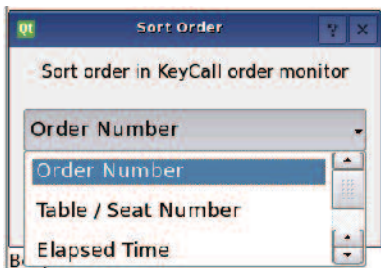 Qt
Sort Order
? ×
Sort order in KeyCall order monitor
Order Number
Order Number
Table / Seat Number
Elapsed Time